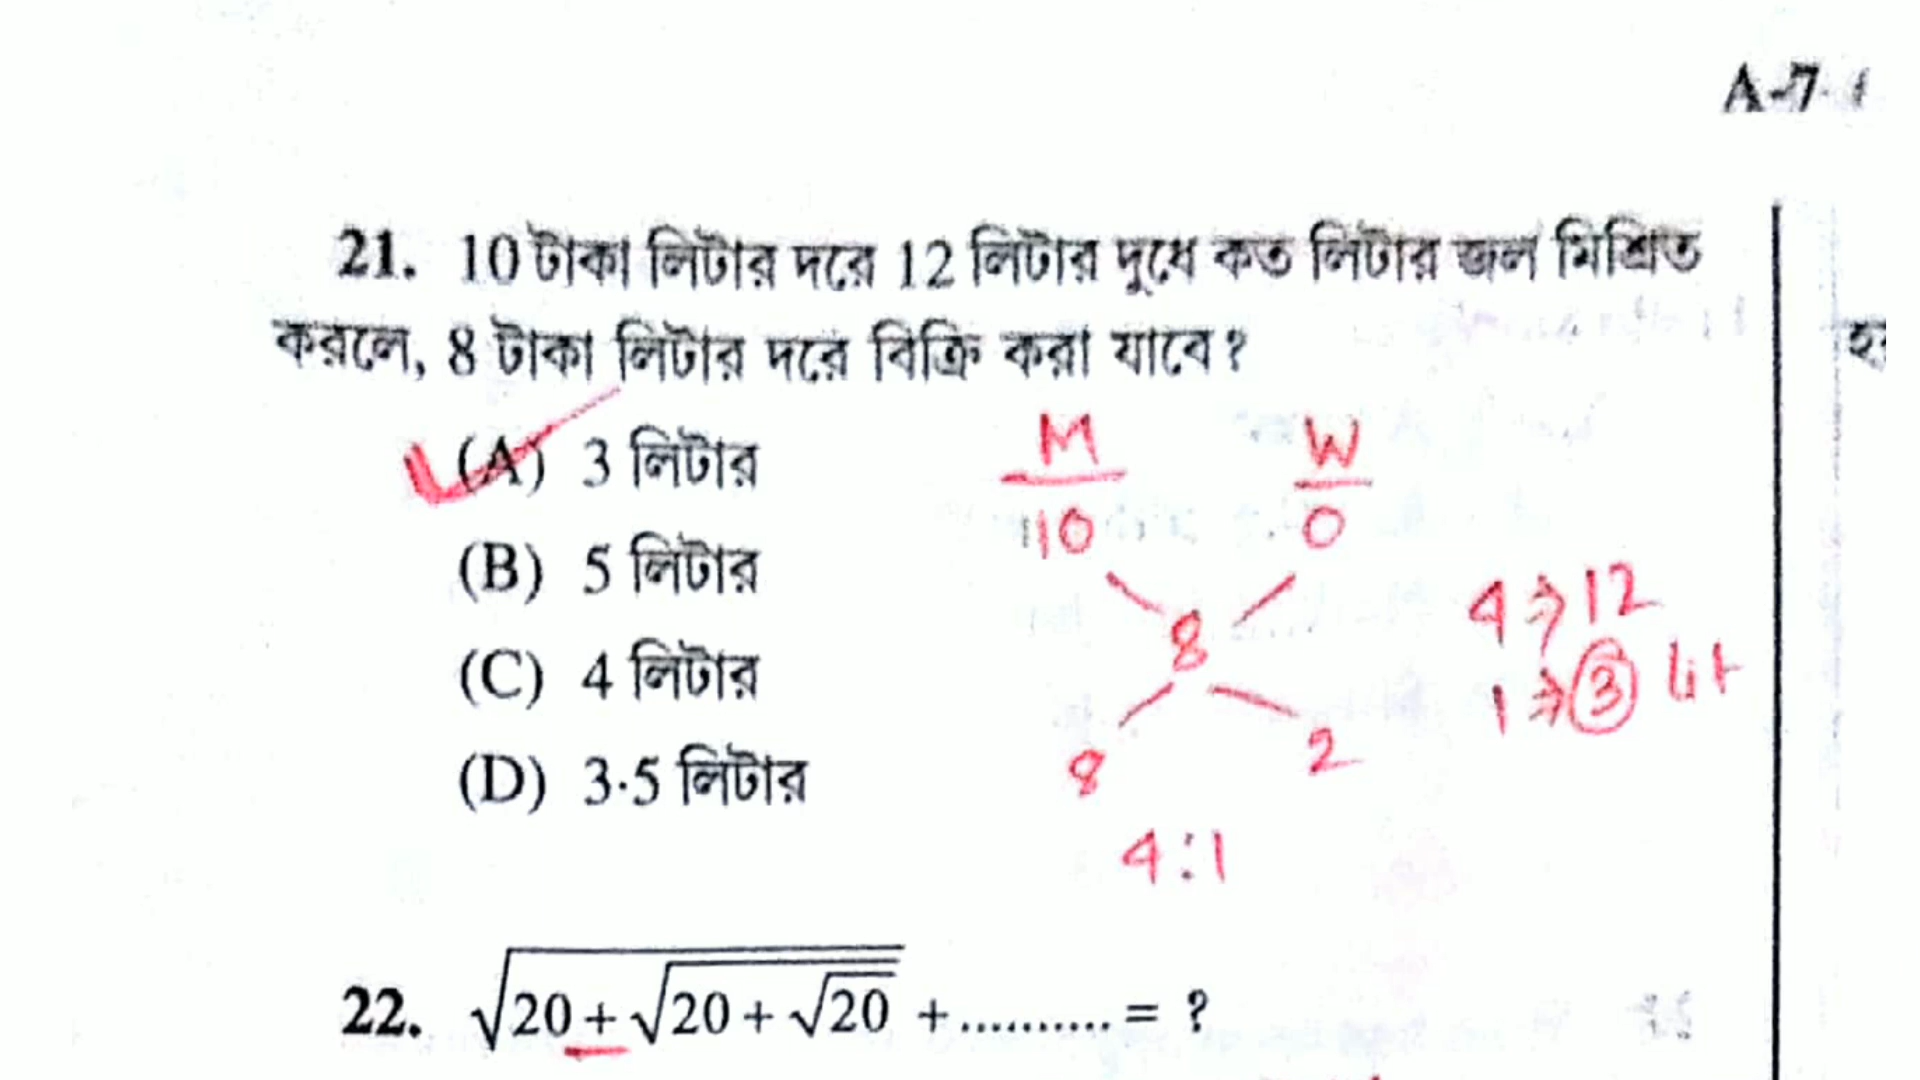 A-7
21. 10 টাকা লিটার দরে 12 লিটার দুধে কত লিটার জল মিশ্রিত
করলে, 8 টাকা লিটার দরে বিক্রি করা যাবে?
(A) 3 লিটার
(B) 5 লিটার
(C) 4 লিটার
(D) 3·5 লিটার
M W
10 0
8
8 2
4:1
4 ⇒ 12
1 ⇒ 3 lit
22. √20 + √20 + √20 + .......... = ?